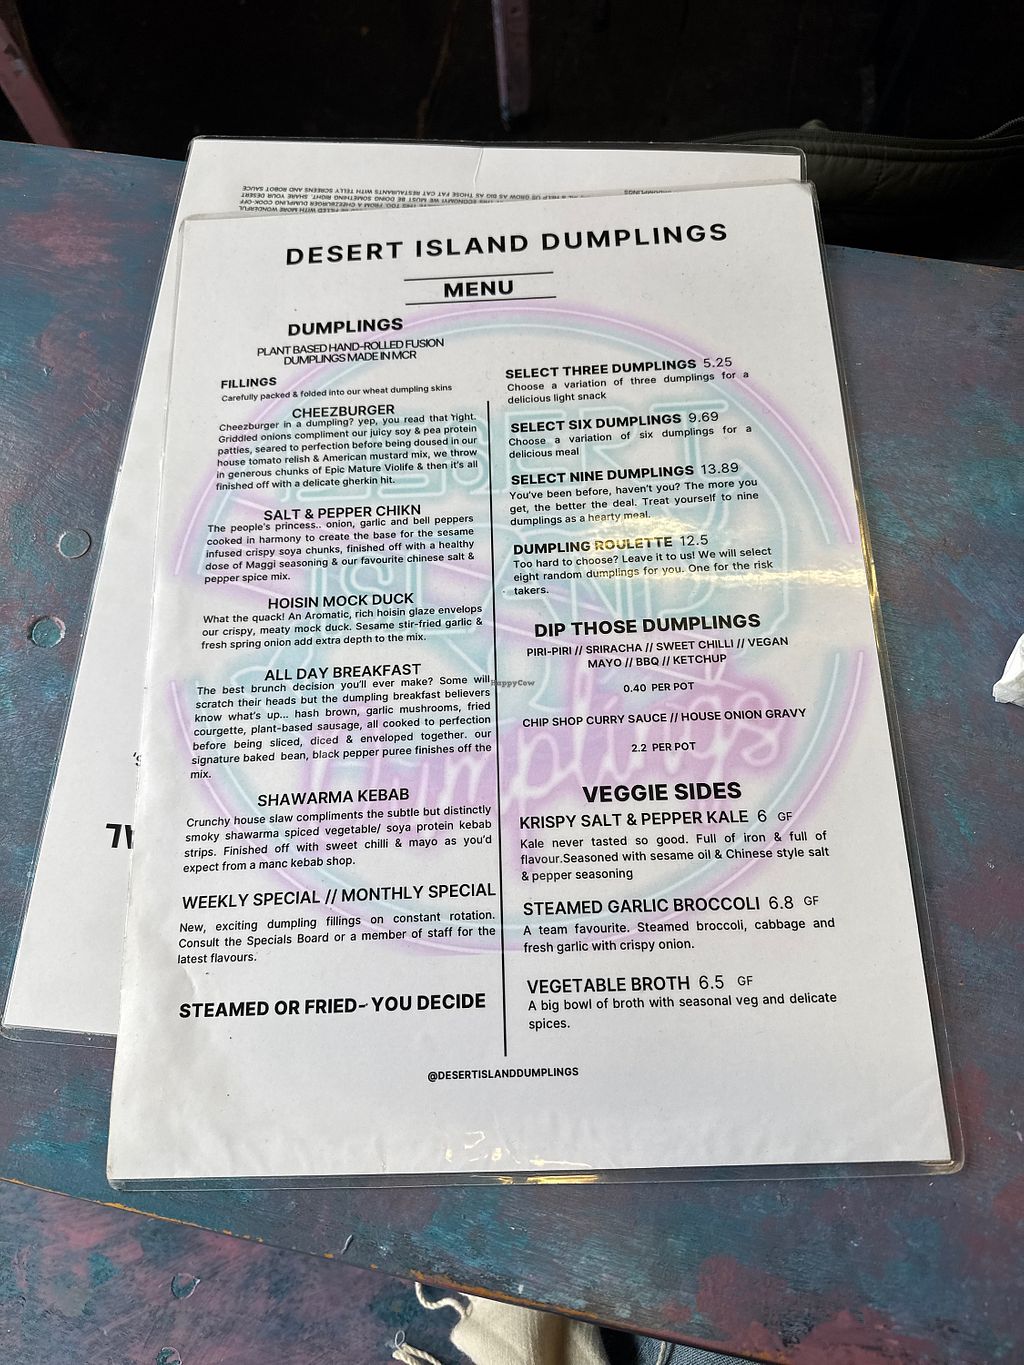 DESERT ISLAND DUMPLINGS
MENU
DUMPLINGS
PLANT BASED HAND-ROLLED FUSION
DUMPLINGS MADE IN MCR
FILLINGS
Carefully packed & folded into our wheat dumpling skins
CHEEZBURGER
Cheezburger in a dumpling? yep, you read that right.
Griddled onions compliment our juicy soy & pea protein
patties, seared to perfection before being doused in our
house tomato relish & American mustard mix, we throw
in generous chunks of Epic Mature Violife & then it's all
finished off with a delicate gherkin hit.
SALT & PEPPER CHIKN
The people's princess.. onion, garlic and bell peppers
cooked in harmony to create the base for the sesame
infused crispy soya chunks, finished off with a healthy
dose of Maggi seasoning & our favourite chinese salt &
pepper spice mix.
HOISIN MOCK DUCK
What the quack! An Aromatic, rich hoisin glaze envelops
our crispy, meaty mock duck. Sesame stir-fried garlic &
fresh spring onion add extra depth to the mix.
ALL DAY BREAKFAST
The best brunch decision you'll ever make? Some will
scratch their heads but the dumpling breakfast believers
know what's up... hash brown, garlic mushrooms, fried
courgette, plant-based sausage, all cooked to perfection
before being sliced, diced & enveloped together. our
signature baked bean, black pepper puree finishes off the
mix.
SHAWARMA KEBAB
Crunchy house slaw compliments the subtle but distinctly
smoky shawarma spiced vegetable/ soya protein kebab
strips. Finished off with sweet chilli & mayo as you'd
expect from a manc kebab shop.
WEEKLY SPECIAL // MONTHLY SPECIAL
New, exciting dumpling fillings on constant rotation.
Consult the Specials Board or a member of staff for the
latest flavours.
STEAMED OR FRIED- YOU DECIDE
SELECT THREE DUMPLINGS 5.25
Choose a variation of three dumplings for a
delicious light snack
SELECT SIX DUMPLINGS 9.69
Choose a variation of six dumplings for a
delicious meal
SELECT NINE DUMPLINGS 13.89
You've been before, haven't you? The more you
get, the better the deal. Treat yourself to nine
dumplings as a hearty meal.
DUMPLING ROULETTE 12.5
Too hard to choose? Leave it to us! We will select
eight random dumplings for you. One for the risk
takers.
DIP THOSE DUMPLINGS
PIRI-PIRI // SRIRACHA // SWEET CHILLI // VEGAN
MAYO // BBQ // KETCHUP
0.40 PER POT
CHIP SHOP CURRY SAUCE // HOUSE ONION GRAVY
2.2 PER POT
VEGGIE SIDES
KRISPY SALT & PEPPER KALE 6 GF
Kale never tasted so good. Full of iron & full of
flavour.Seasoned with sesame oil & Chinese style salt
& pepper seasoning
STEAMED GARLIC BROCCOLI 6.8 GF
A team favourite. Steamed broccoli, cabbage and
fresh garlic with crispy onion.
VEGETABLE BROTH 6.5 GF
A big bowl of broth with seasonal veg and delicate
spices.
@DESERTISLANDDUMPLINGS
HappyCow